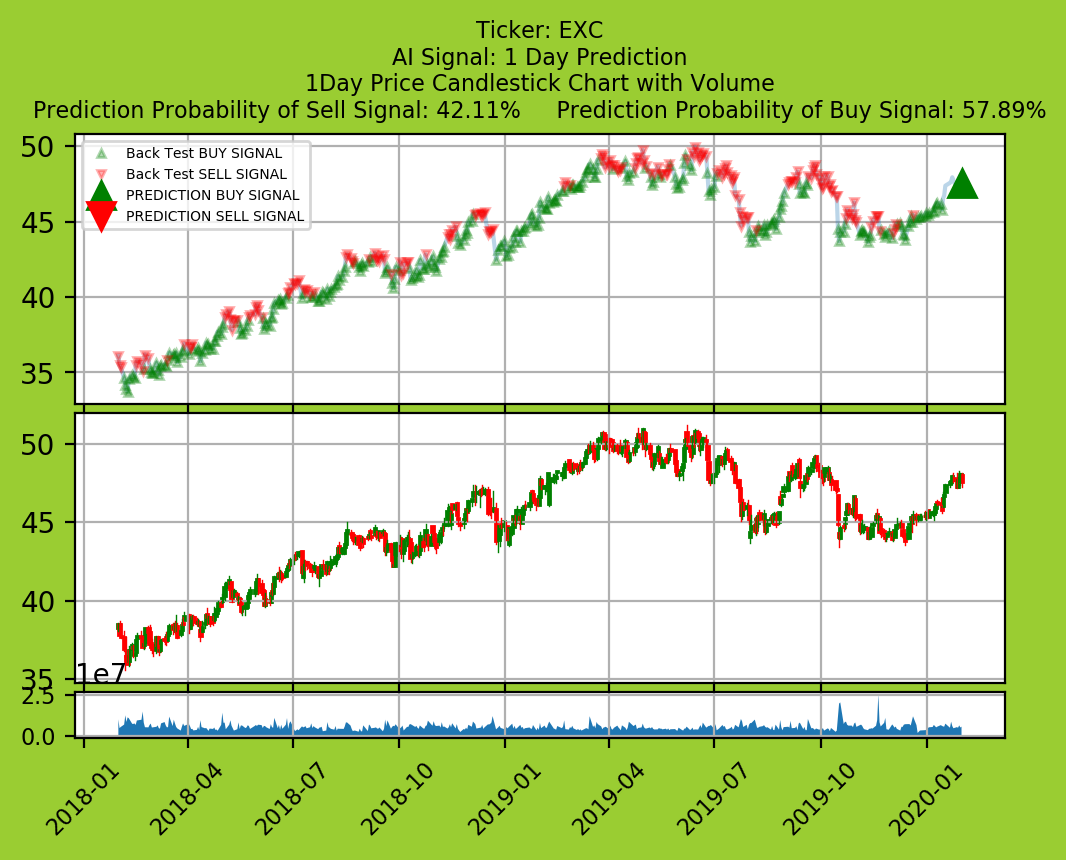 Ticker: EXC
AI Signal: 1 Day Prediction
1Day Price Candlestick Chart with Volume
Prediction Probability of Sell Signal: 42.11%     Prediction Probability of Buy Signal: 57.89%
50
45
40
35
Back Test BUY SIGNAL
Back Test SELL SIGNAL
PREDICTION BUY SIGNAL
PREDICTION SELL SIGNAL
50
45
40
35
1e7
2.5
0.0
2018-01 2018-04 2018-07 2018-10 2019-01 2019-04 2019-07 2019-10 2020-01